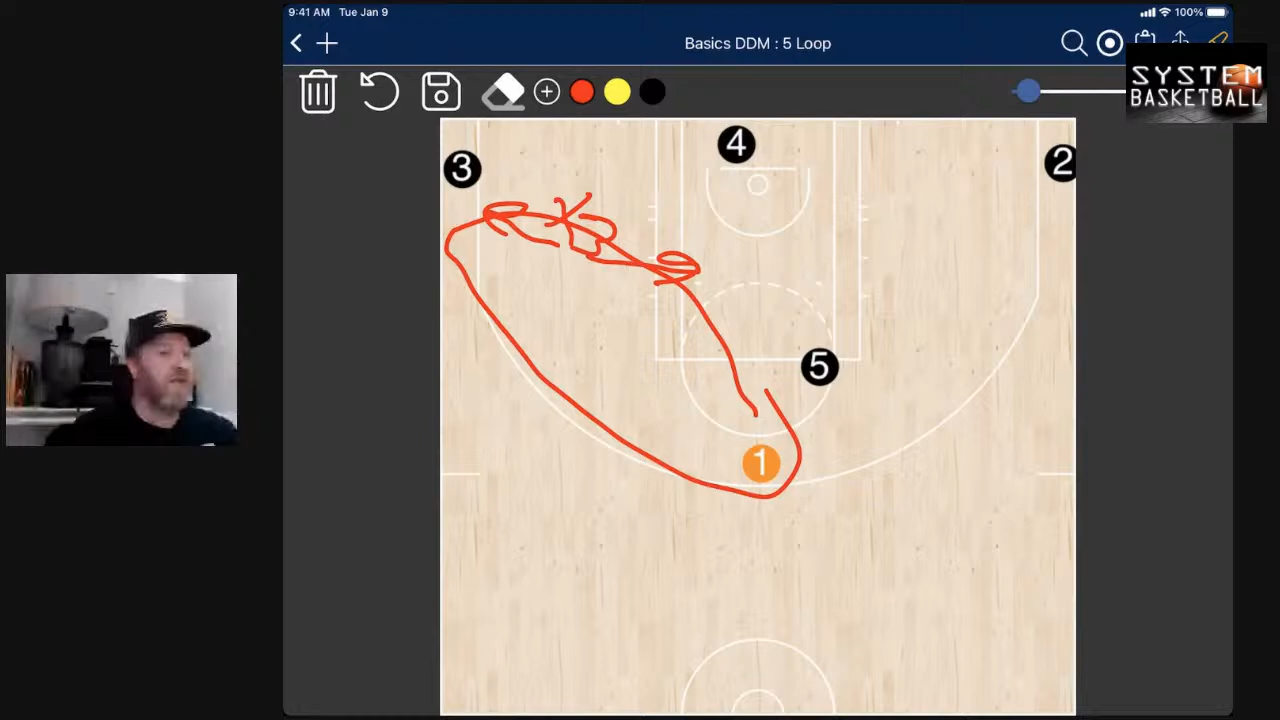 9:41 AM Tue Jan 9
100%
Basics DDM : 5 Loop
SYSTEM
BASKETBALL
4
3
2
5
1